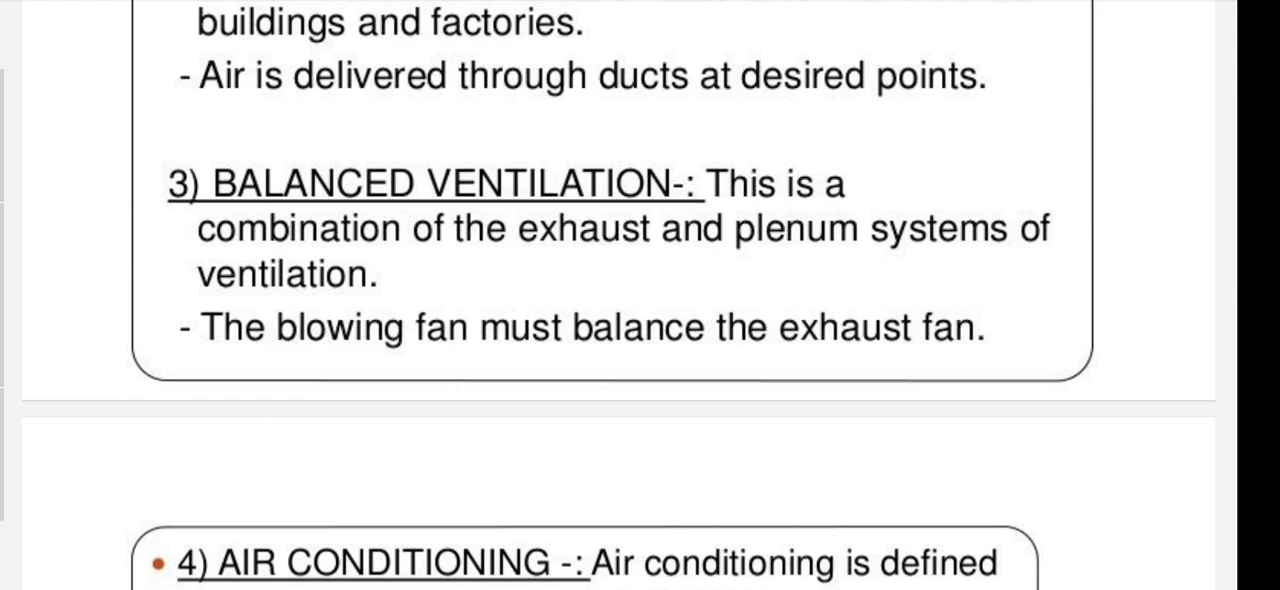 buildings and factories.
- Air is delivered through ducts at desired points.
3) BALANCED VENTILATION-: This is a
combination of the exhaust and plenum systems of
ventilation.
- The blowing fan must balance the exhaust fan.
• 4) AIR CONDITIONING -: Air conditioning is defined